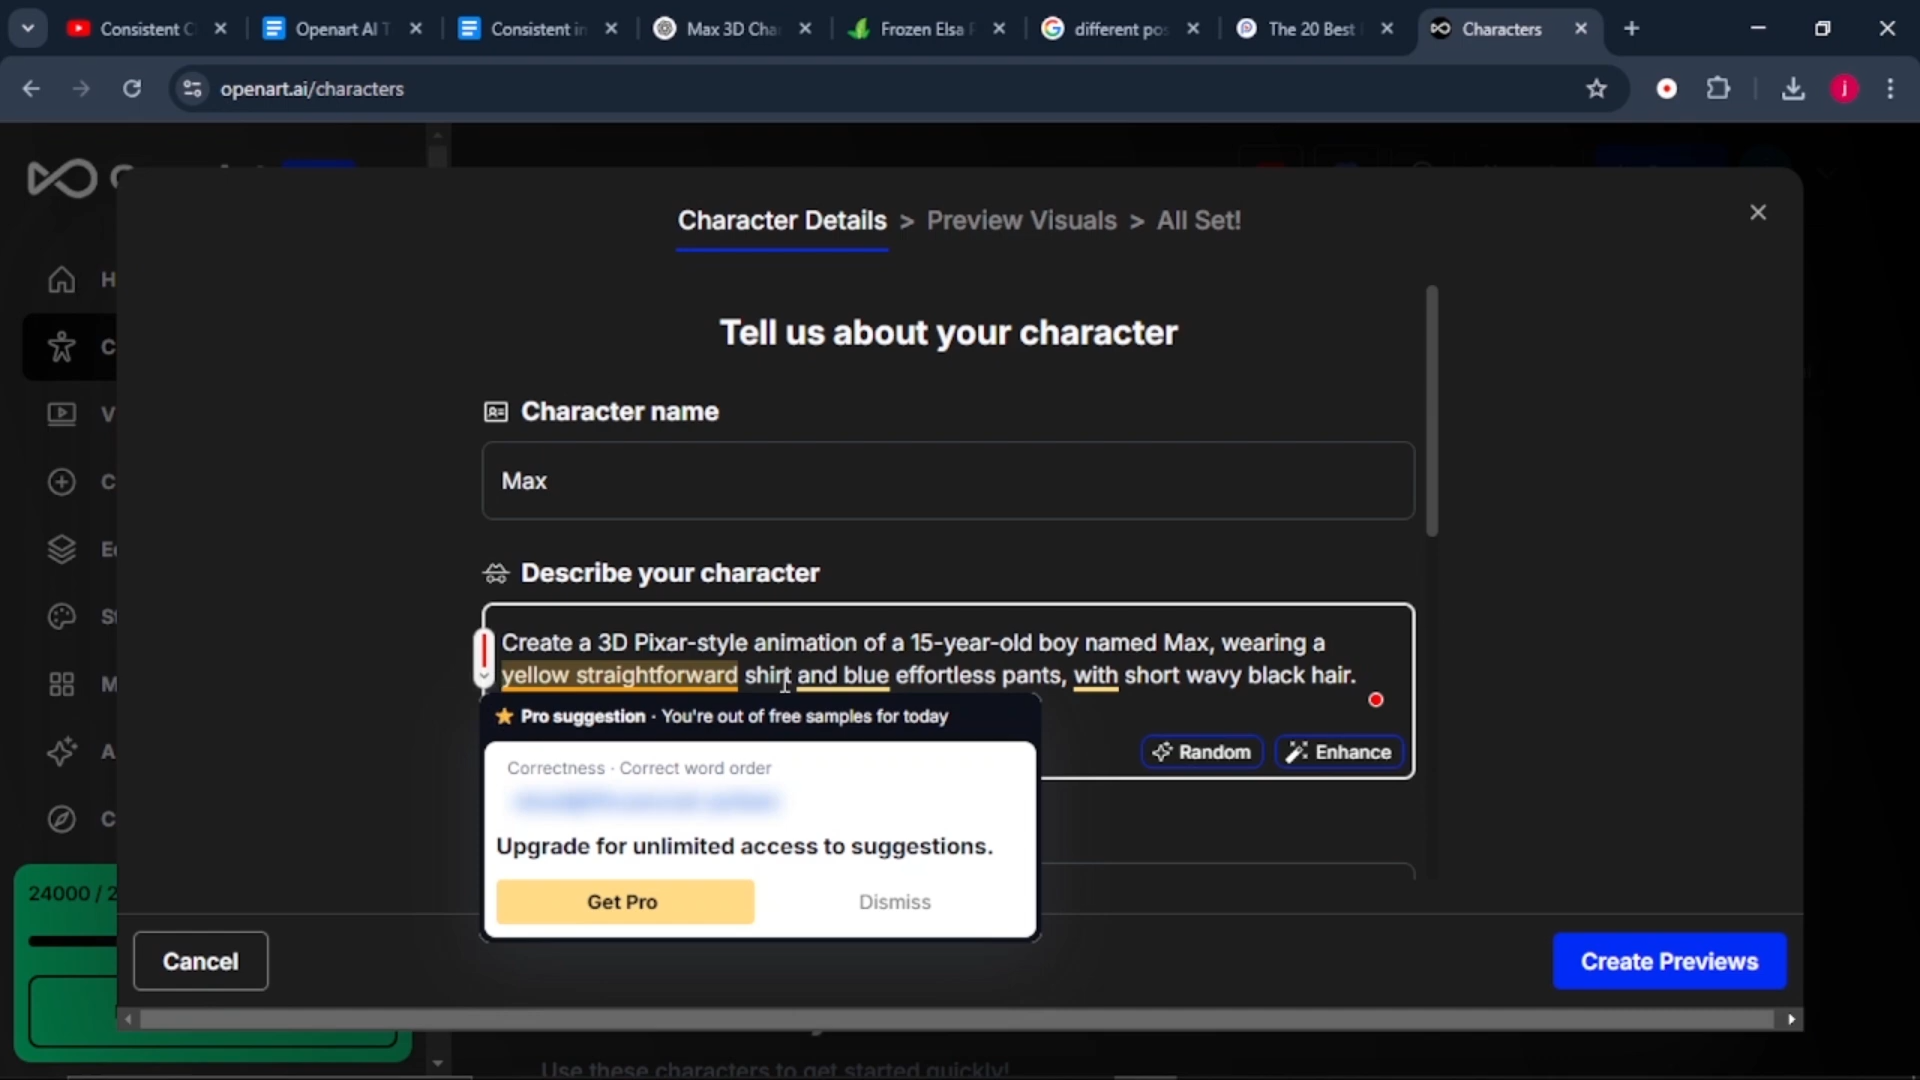 Consistent C
Openart AI T
Consistent in
Max 3D Cha
Frozen Elsa F
different pos
The 20 Best
Characters
openart.ai/characters
j
Character Details > Preview Visuals > All Set!
Tell us about your character
Character name
Max
Describe your character
Create a 3D Pixar-style animation of a 15-year-old boy named Max, wearing a
yellow straightforward shirt and blue effortless pants, with short wavy black hair.
Pro suggestion · You're out of free samples for today
Random
Enhance
Correctness · Correct word order
Upgrade for unlimited access to suggestions.
Get Pro
Dismiss
H
C
V
C
Ec
St
M
A
C
24000 / 2
Cancel
Create Previews
Use these characters to get started quickly!